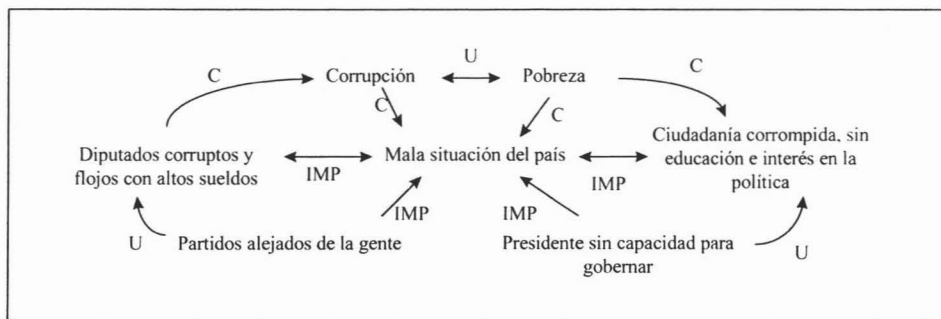 U
C
Corrupción
Pobreza
C
C
C
Diputados corruptos y
flojos con altos sueldos
IMP
Mala situación del país
IMP
Ciudadanía corrompida, sin
educación e interés en la
política
IMP
IMP
U
Partidos alejados de la gente
Presidente sin capacidad para
gobernar
U